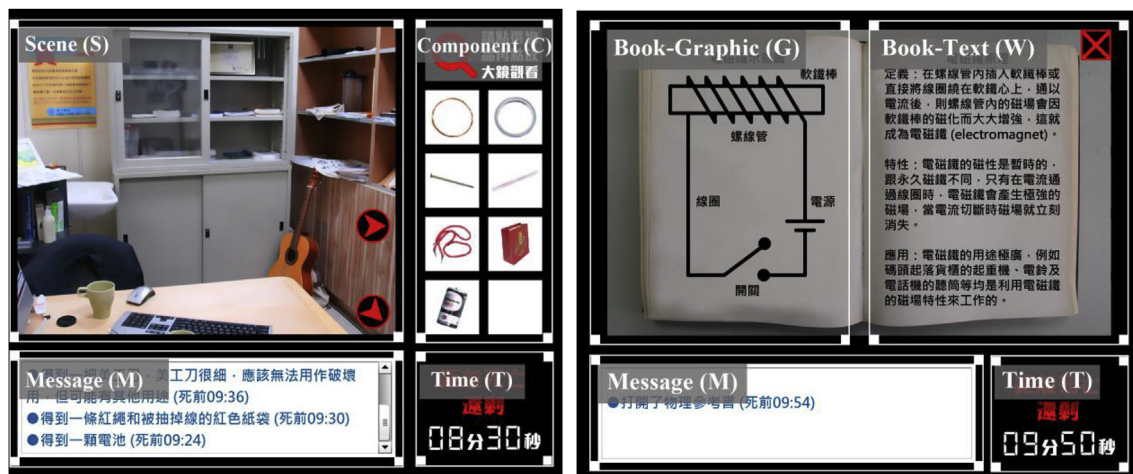 Scene (S)
Component (C)
大鏡觀看
Message (M)
美工刀很細，應該無法用作破壞
用，但可能有其他用途 (死前09:36)
●得到一條紅繩和被抽掉線的紅色紙袋 (死前09:30)
●得到一顆電池 (死前09:24)
Time (T)
還剩
08分30秒
Book-Graphic (G)
軟鐵棒
螺線管
線圈
電源
開關
Book-Text (W)
定義：在螺線管內插入軟鐵棒或
直接將線圈繞在軟鐵心上，通以
電流後，則螺線管內的磁場會因
軟鐵棒的磁化而大大增強，這就
成為電磁鐵 (electromagnet)。
特性：電磁鐵的磁性是暫時的，
跟永久磁鐵不同，只有在電流通
過線圈時，電磁鐵會產生極強的
磁場，當電流切斷時磁場就立刻
消失。
應用：電磁鐵的用途極廣，例如
碼頭起落貨櫃的起重機、電鈴及
電話機的聽筒等均是利用電磁鐵
的磁場特性來工作的。
Message (M)
●打開了物理參考書 (死前09:54)
Time (T)
還剩
09分50秒